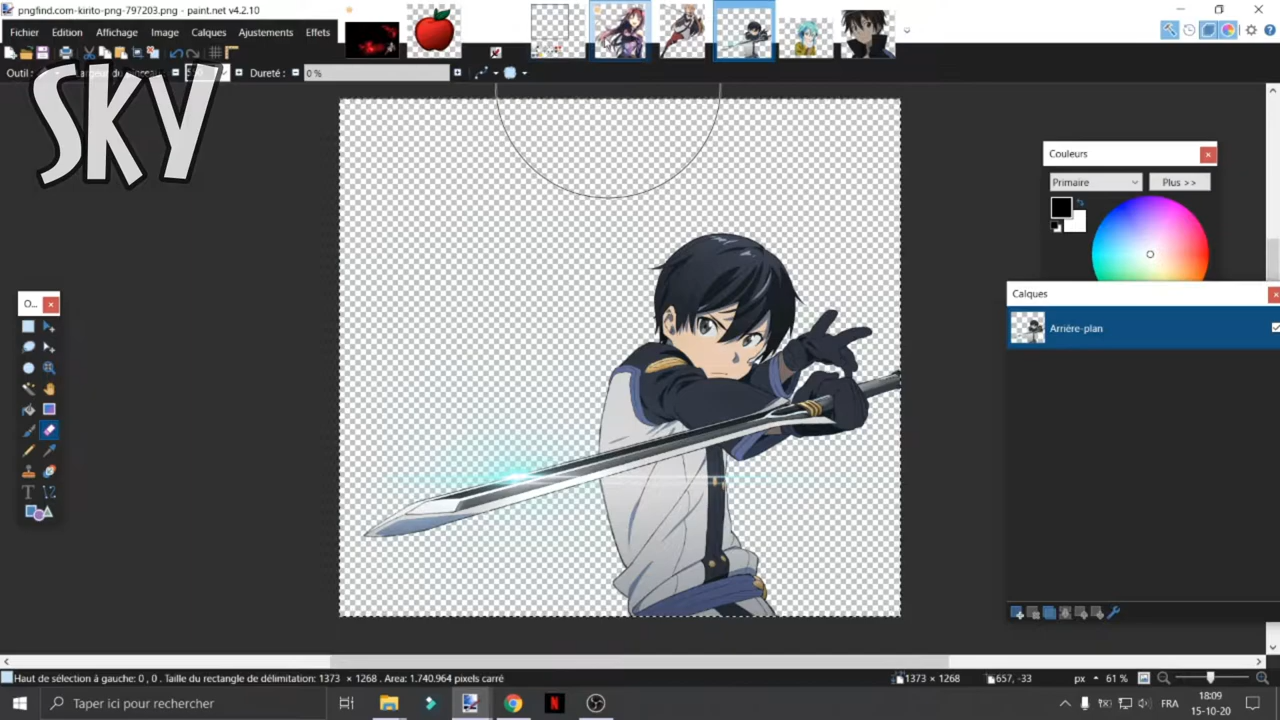 pngfind.com-kirito-png-797203.png - paint.net v4.2.10
Fichier Edition Affichage Image Calques Ajustements Effets
Outil :
Dureté : 0 %
SKY
Couleurs
Primaire
Plus >>
O...
Calques
Arrière-plan
Haut de sélection à gauche: 0 , 0 . Taille du rectangle de délimitation: 1373 × 1268 . Area: 1.740.964 pixels carré
1373 × 1268
657, -33
px
61 %
Taper ici pour rechercher
FRA
18:09
15-10-20